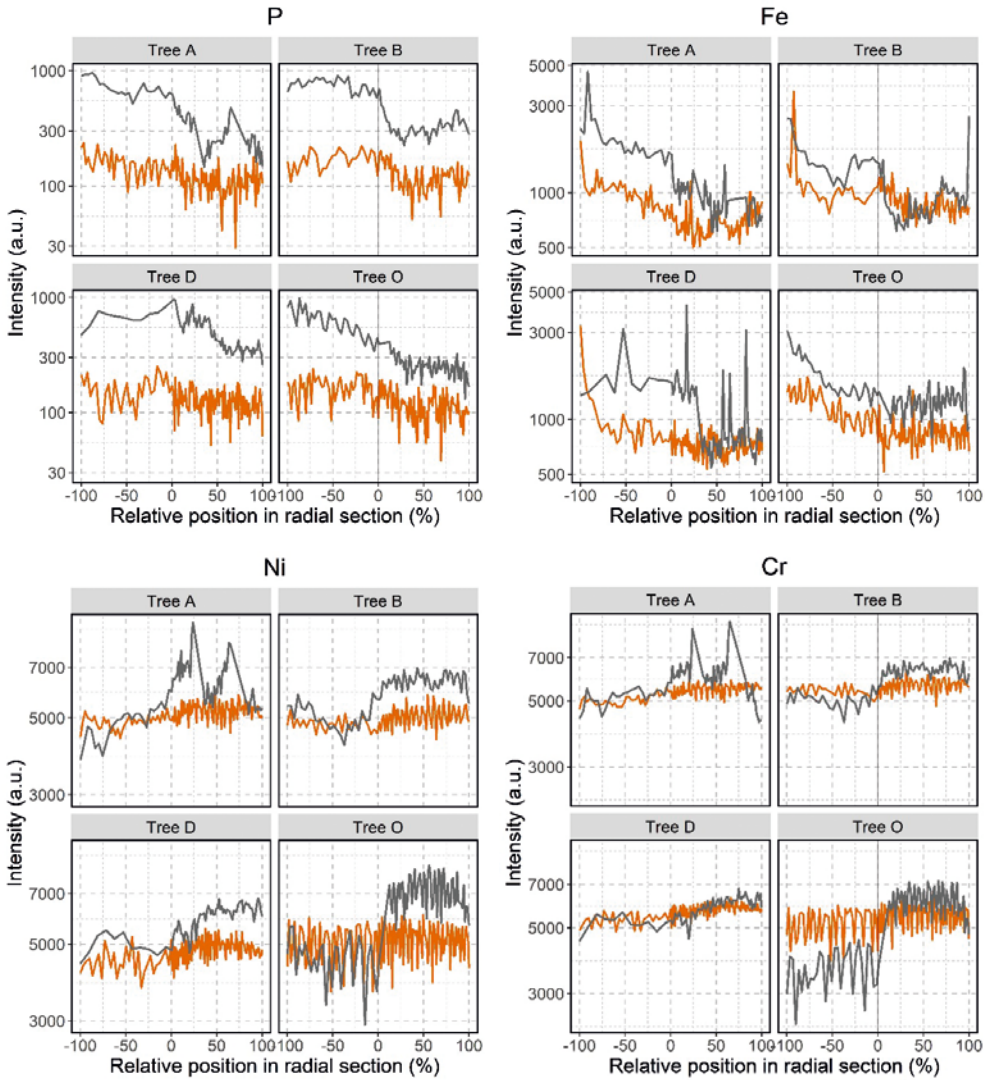 P
Tree A
Tree B
1000
300
100
30
Tree D
Tree O
1000
300
100
30
Intensity (a.u.)
-100 -50 0 50 100 -100 -50 0 50 100
Relative position in radial section (%)
Fe
Tree A
Tree B
5000
3000
1000
500
Tree D
Tree O
5000
3000
1000
500
Intensity (a.u.)
-100 -50 0 50 100 -100 -50 0 50 100
Relative position in radial section (%)
Ni
Tree A
Tree B
7000
5000
3000
Tree D
Tree O
7000
5000
3000
Intensity (a.u.)
-100 -50 0 50 100 -100 -50 0 50 100
Relative position in radial section (%)
Cr
Tree A
Tree B
7000
5000
3000
Tree D
Tree O
7000
5000
3000
Intensity (a.u.)
-100 -50 0 50 100 -100 -50 0 50 100
Relative position in radial section (%)